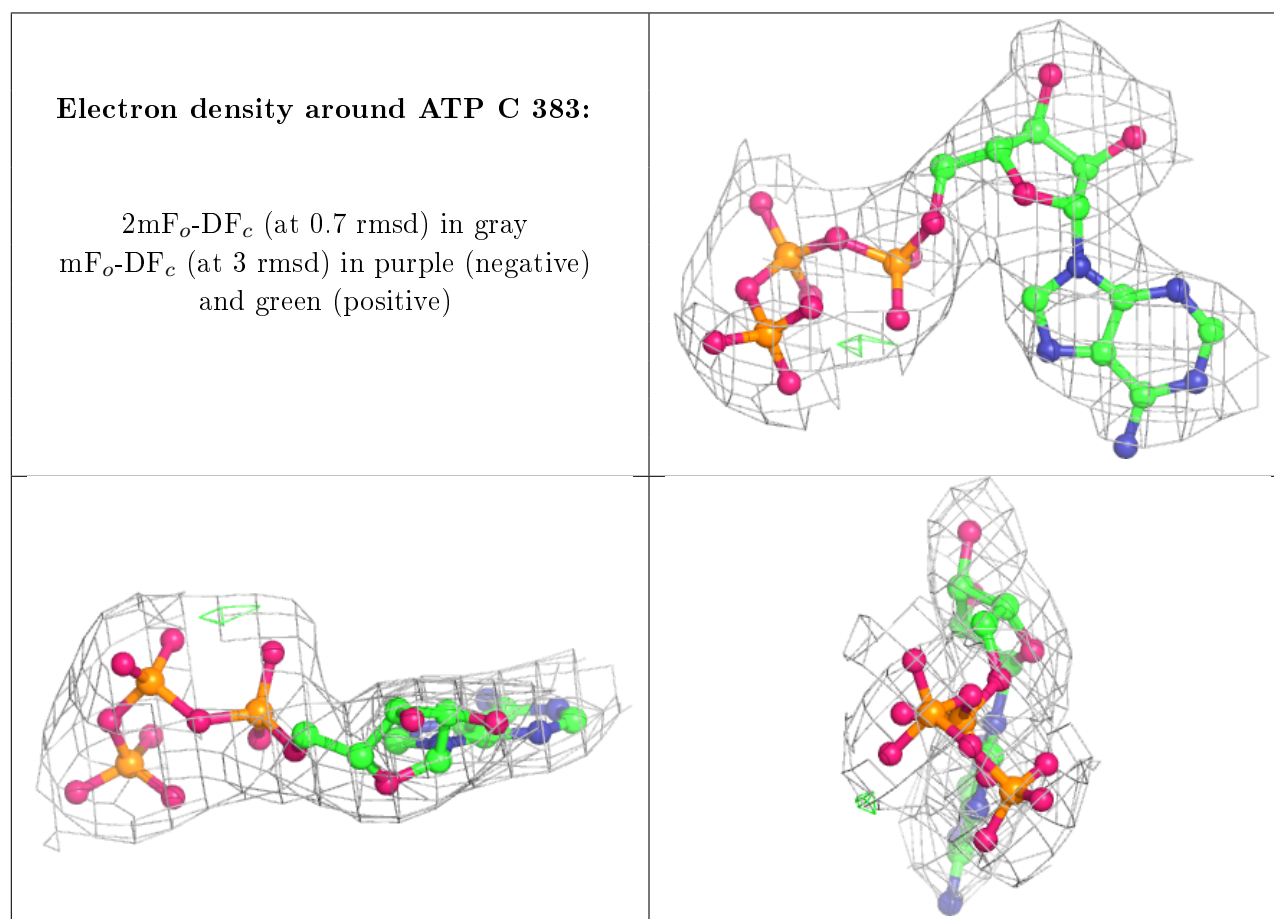 Electron density around ATP C 383:
2mFo-DFc (at 0.7 rmsd) in gray
mFo-DFc (at 3 rmsd) in purple (negative)
and green (positive)